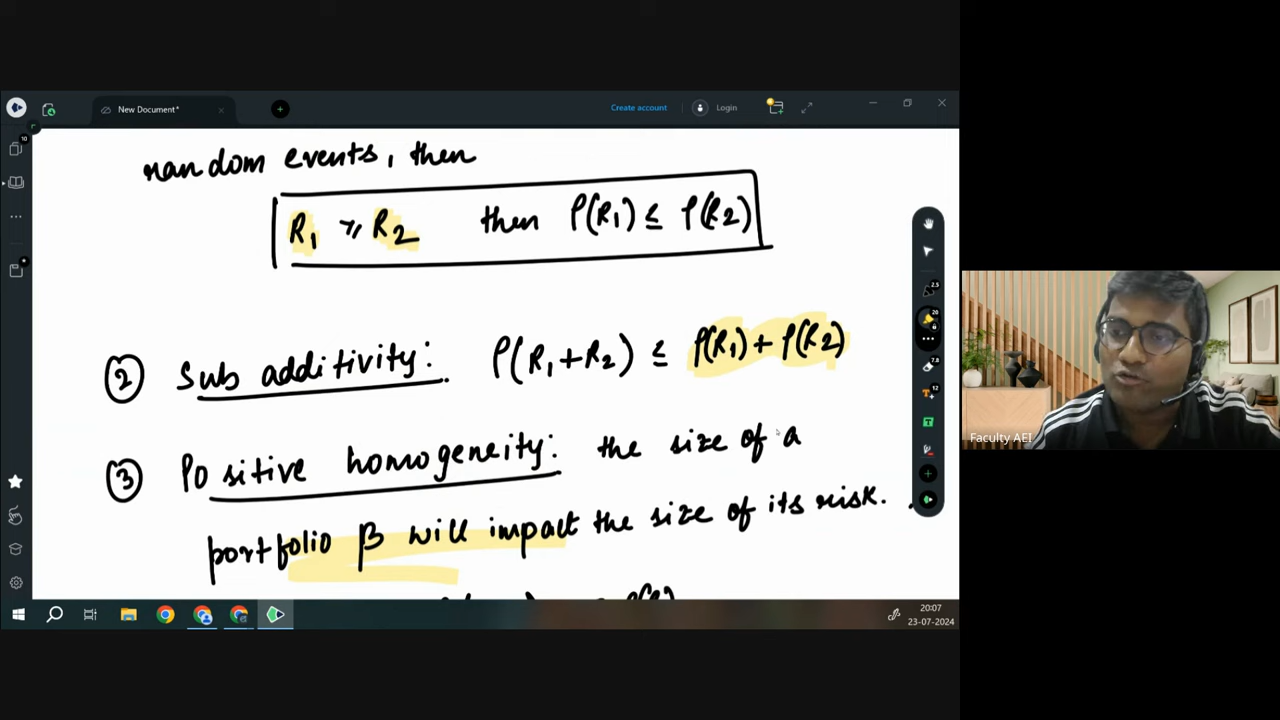 New Document*
Create account
Login
random events, then
R₁ ≥ R₂ then ρ(R₁) ≤ ρ(R₂)
② Sub additivity: ρ(R₁+R₂) ≤ ρ(R₁) + ρ(R₂)
③ Positive homogeneity: the size of a
portfolio β will impact the size of its risk.
Faculty AEI
20:07
23-07-2024